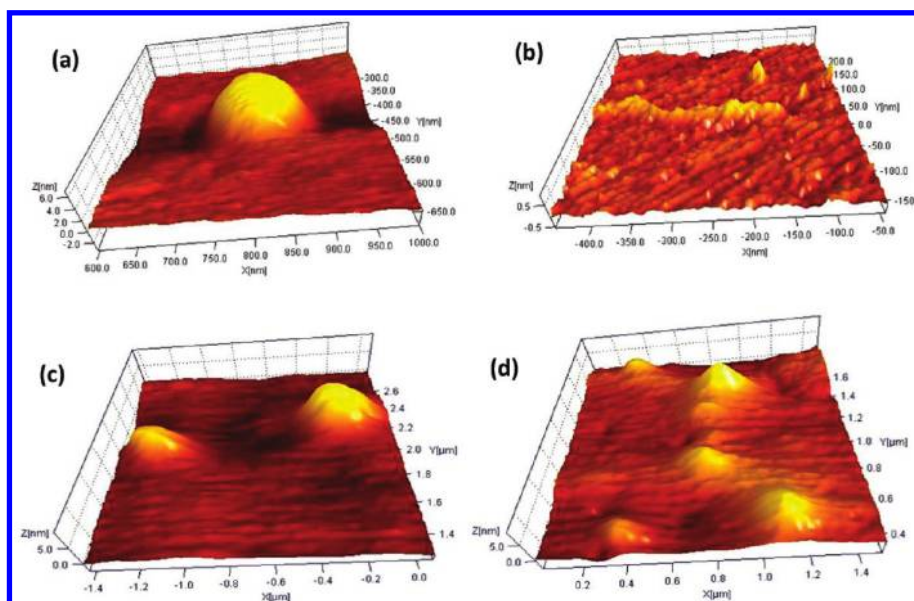 (a)
-300.0
-350.0
-400.0
Y[nm]
-450.0
-500.0
-550.0
-600.0
-650.0
Z[nm]
6.0
4.0
2.0
0.0
-2.0
600.0 650.0 700.0 750.0 800.0 850.0 900.0 950.0 1000.0
X[nm]
(b)
200.0
150.0
100.0
Y[nm]
50.0
0.0
-50.0
-100.0
-150
Z[nm]
0.5
-0.5
-400.0 -350.0 -300.0 -250.0 -200.0 -150.0 -100.0 -50.0
X[nm]
(c)
2.6
2.4
2.2
2.0 Y[µm]
1.8
1.6
1.4
Z[nm]
5.0
0.0
-1.4 -1.2 -1.0 -0.8 -0.6 -0.4 -0.2 0.0
X[µm]
(d)
1.6
1.4
1.2
1.0 Y[µm]
0.8
0.6
0.4
Z[nm]
5.0
0.0
0.2 0.4 0.6 0.8 1.0 1.2 1.4
X[µm]